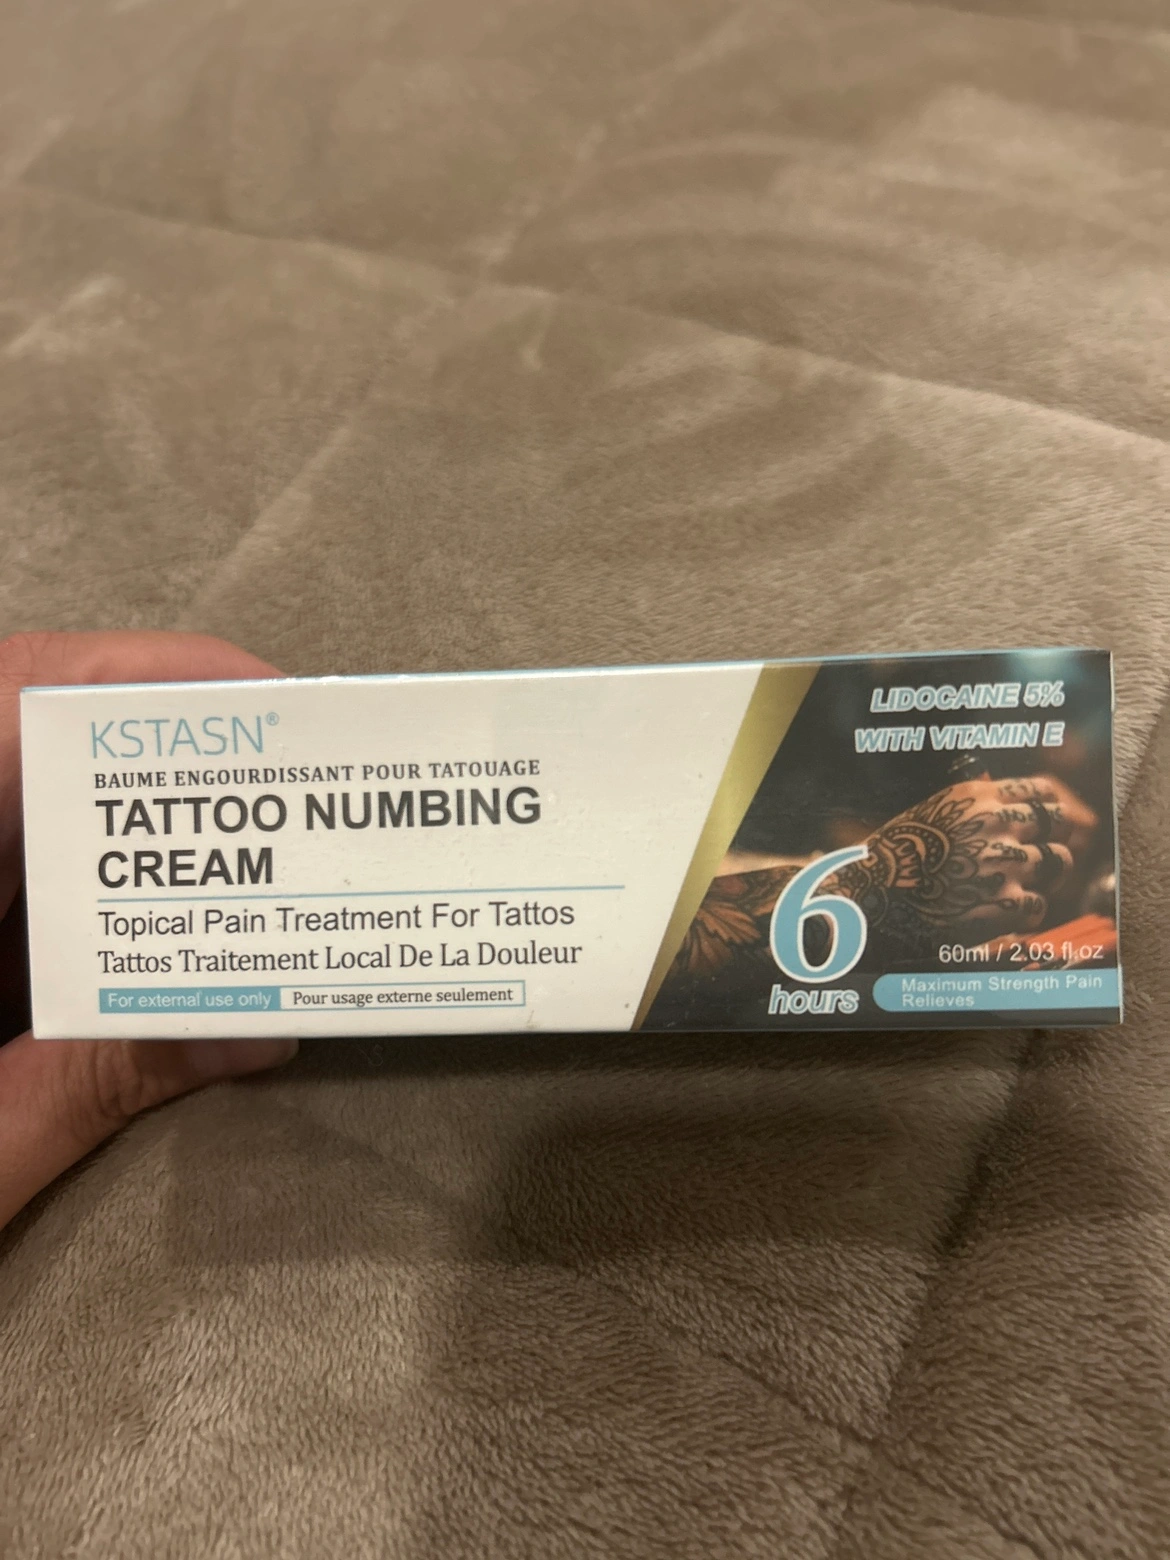 KSTASN®
BAUME ENGOURDISSANT POUR TATOUAGE
TATTOO NUMBING
CREAM
Topical Pain Treatment For Tattos
Tattos Traitement Local De La Douleur
For external use only Pour usage externe seulement
LIDOCAINE 5%
WITH VITAMIN E
6
hours
60ml / 2.03 fl.oz
Maximum Strength Pain
Relieves